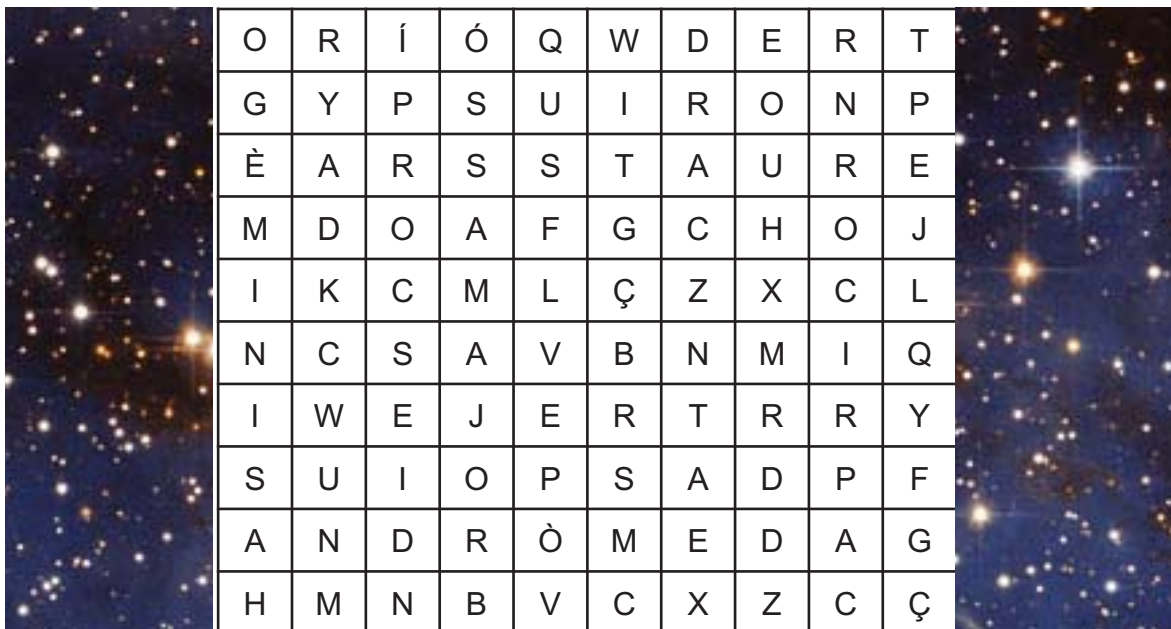 O R Í Ó Q W D E R T
G Y P S U I R O N P
È A R S S T A U R E
M D O A F G C H O J
I K C M L Ç Z X C L
N C S A V B N M I Q
I W E J E R T R R Y
S U I O P S A D P F
A N D R Ò M E D A G
H M N B V C X Z C Ç